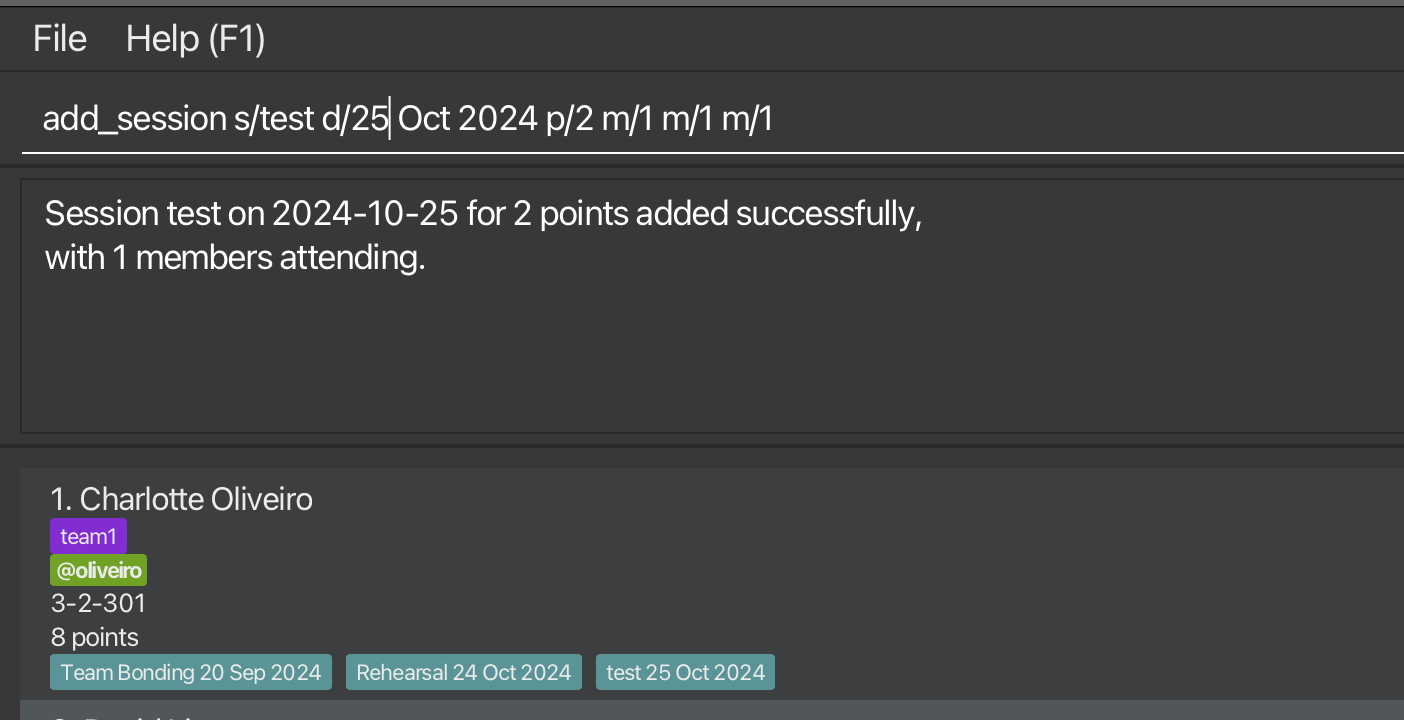 File Help (F1)
add_session s/test d/25 Oct 2024 p/2 m/1 m/1 m/1
Session test on 2024-10-25 for 2 points added successfully,
with 1 members attending.
1. Charlotte Oliveiro
team1
@oliveiro
3-2-301
8 points
Team Bonding 20 Sep 2024 Rehearsal 24 Oct 2024 test 25 Oct 2024